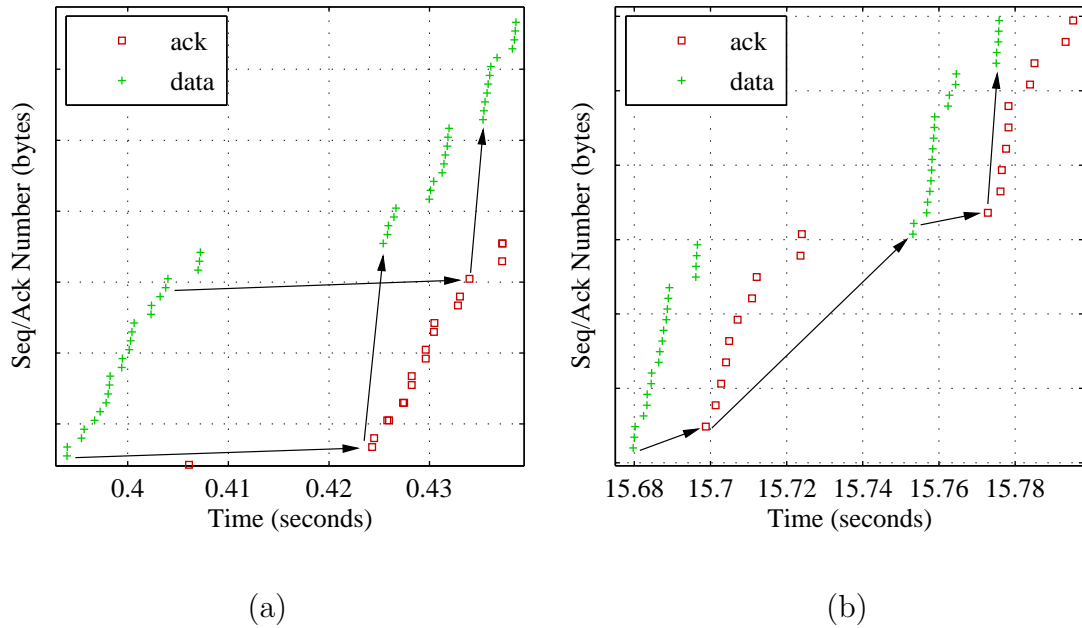 ack
data
Seq/Ack Number (bytes)
0.4 0.41 0.42 0.43
Time (seconds)
(a)
ack
data
Seq/Ack Number (bytes)
15.68 15.7 15.72 15.74 15.76 15.78
Time (seconds)
(b)